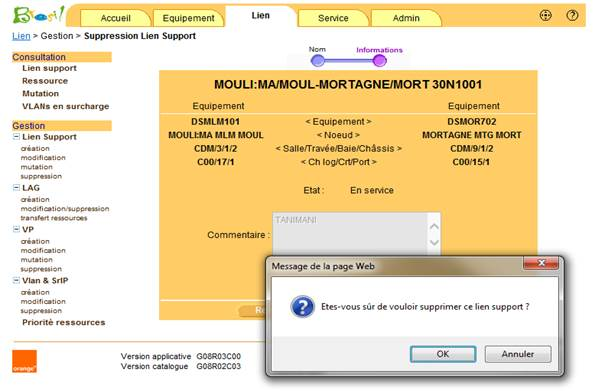 Brasil
Accueil
Equipement
Lien
Service
Admin
Lien > Gestion > Suppression Lien Support
Nom
Informations
Consultation
Lien support
Ressource
Mutation
VLANs en surcharge
Gestion
Lien Support
création
modification
mutation
suppression
LAG
création
modification/suppression
transfert ressources
VP
création
modification
mutation
suppression
Vlan & SrIP
création
modification
mutation
suppression
Priorité ressources
MOULI:MA/MOUL-MORTAGNE/MORT 30N1001
Equipement Equipement
DSMLM101 < Equipement > DSMOR702
MOULI:MA MLM MOUL < Noeud > MORTAGNE MTG MORT
CDM/3/1/2 < Salle/Travée/Baie/Châssis > CDM/9/1/2
C00/17/1 < Ch log/Crt/Port > C00/15/1
Etat : En service
Commentaire :
TANIMANI
Message de la page Web
Etes-vous sûr de vouloir supprimer ce lien support ?
OK
Annuler
orange
Version applicative G08R03C00
Version catalogue G08R02C03